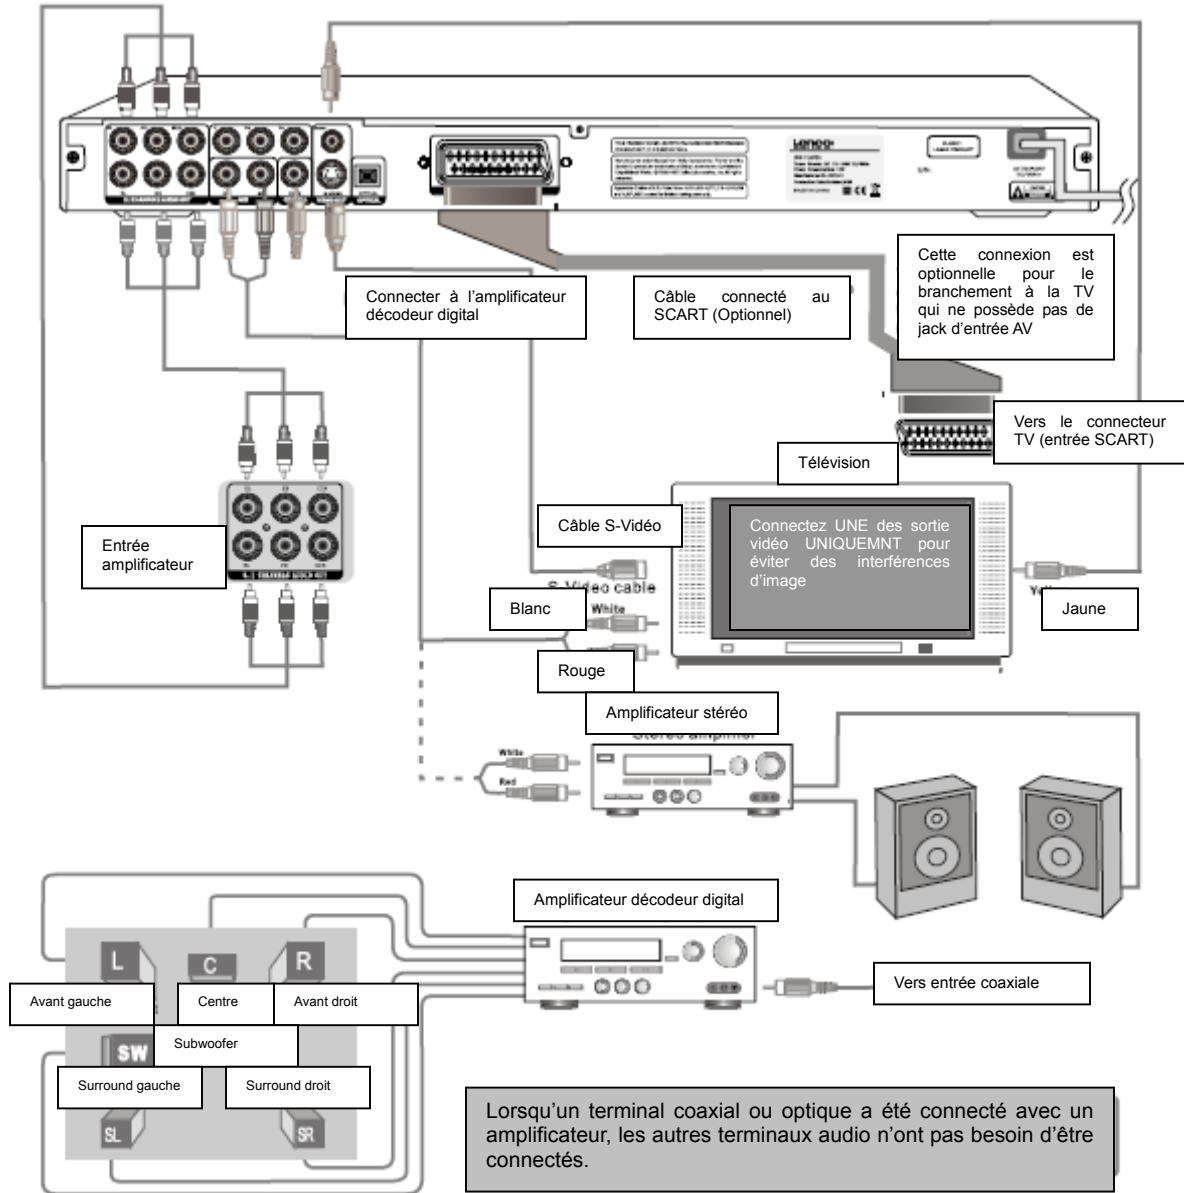 Lenco
Cette connexion est
optionnelle pour le
branchement à la TV
qui ne possède pas de
jack d'entrée AV
Connecter à l'amplificateur
décodeur digital
Câble connecté au
SCART (Optionnel)
Vers le connecteur
TV (entrée SCART)
Télévision
Câble S-Vidéo
Connectez UNE des sortie
vidéo UNIQUEMNT pour
éviter des interférences
d'image
Entrée
amplificateur
S-Video cable
Blanc
White
Jaune
Rouge
Amplificateur stéréo
Stereo amplifier
White
Red
Amplificateur décodeur digital
L
C
R
Vers entrée coaxiale
Avant gauche
Centre
Avant droit
SW
Subwoofer
Surround gauche
Surround droit
SL
SR
Lorsqu'un terminal coaxial ou optique a été connecté avec un
amplificateur, les autres terminaux audio n'ont pas besoin d'être
connectés.